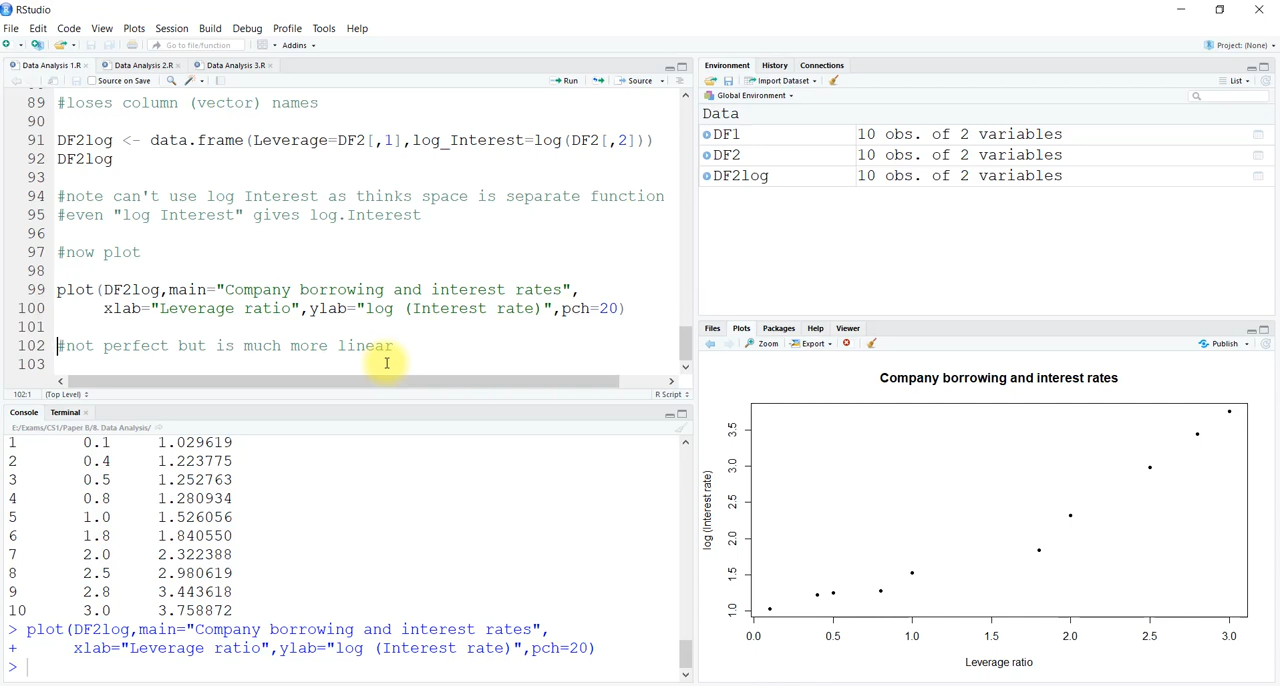 RStudio
File Edit Code View Plots Session Build Debug Profile Tools Help
Go to file/function Addins Project: (None)
Data Analysis 1.R Data Analysis 2.R Data Analysis 3.R
Source on Save Run Source
89 #loses column (vector) names
90
91 DF2log <- data.frame(Leverage=DF2[,1],log_Interest=log(DF2[,2]))
92 DF2log
93
94 #note can't use log Interest as thinks space is separate function
95 #even "log Interest" gives log.Interest
96
97 #now plot
98
99 plot(DF2log,main="Company borrowing and interest rates",
100 xlab="Leverage ratio",ylab="log (Interest rate)",pch=20)
101
102 #not perfect but is much more linear
103
102:1 (Top Level) R Script
Console Terminal
E:/Exams/CS1/Paper B/8. Data Analysis/
1 0.1 1.029619
2 0.4 1.223775
3 0.5 1.252763
4 0.8 1.280934
5 1.0 1.526056
6 1.8 1.840550
7 2.0 2.322388
8 2.5 2.980619
9 2.8 3.443618
10 3.0 3.758872
> plot(DF2log,main="Company borrowing and interest rates",
+ xlab="Leverage ratio",ylab="log (Interest rate)",pch=20)
>
Environment History Connections
Import Dataset List
Global Environment
Data
DF1 10 obs. of 2 variables
DF2 10 obs. of 2 variables
DF2log 10 obs. of 2 variables
Files Plots Packages Help Viewer
Zoom Export Publish
Company borrowing and interest rates
log (Interest rate)
3.5
3.0
2.5
2.0
1.5
1.0
0.0 0.5 1.0 1.5 2.0 2.5 3.0
Leverage ratio